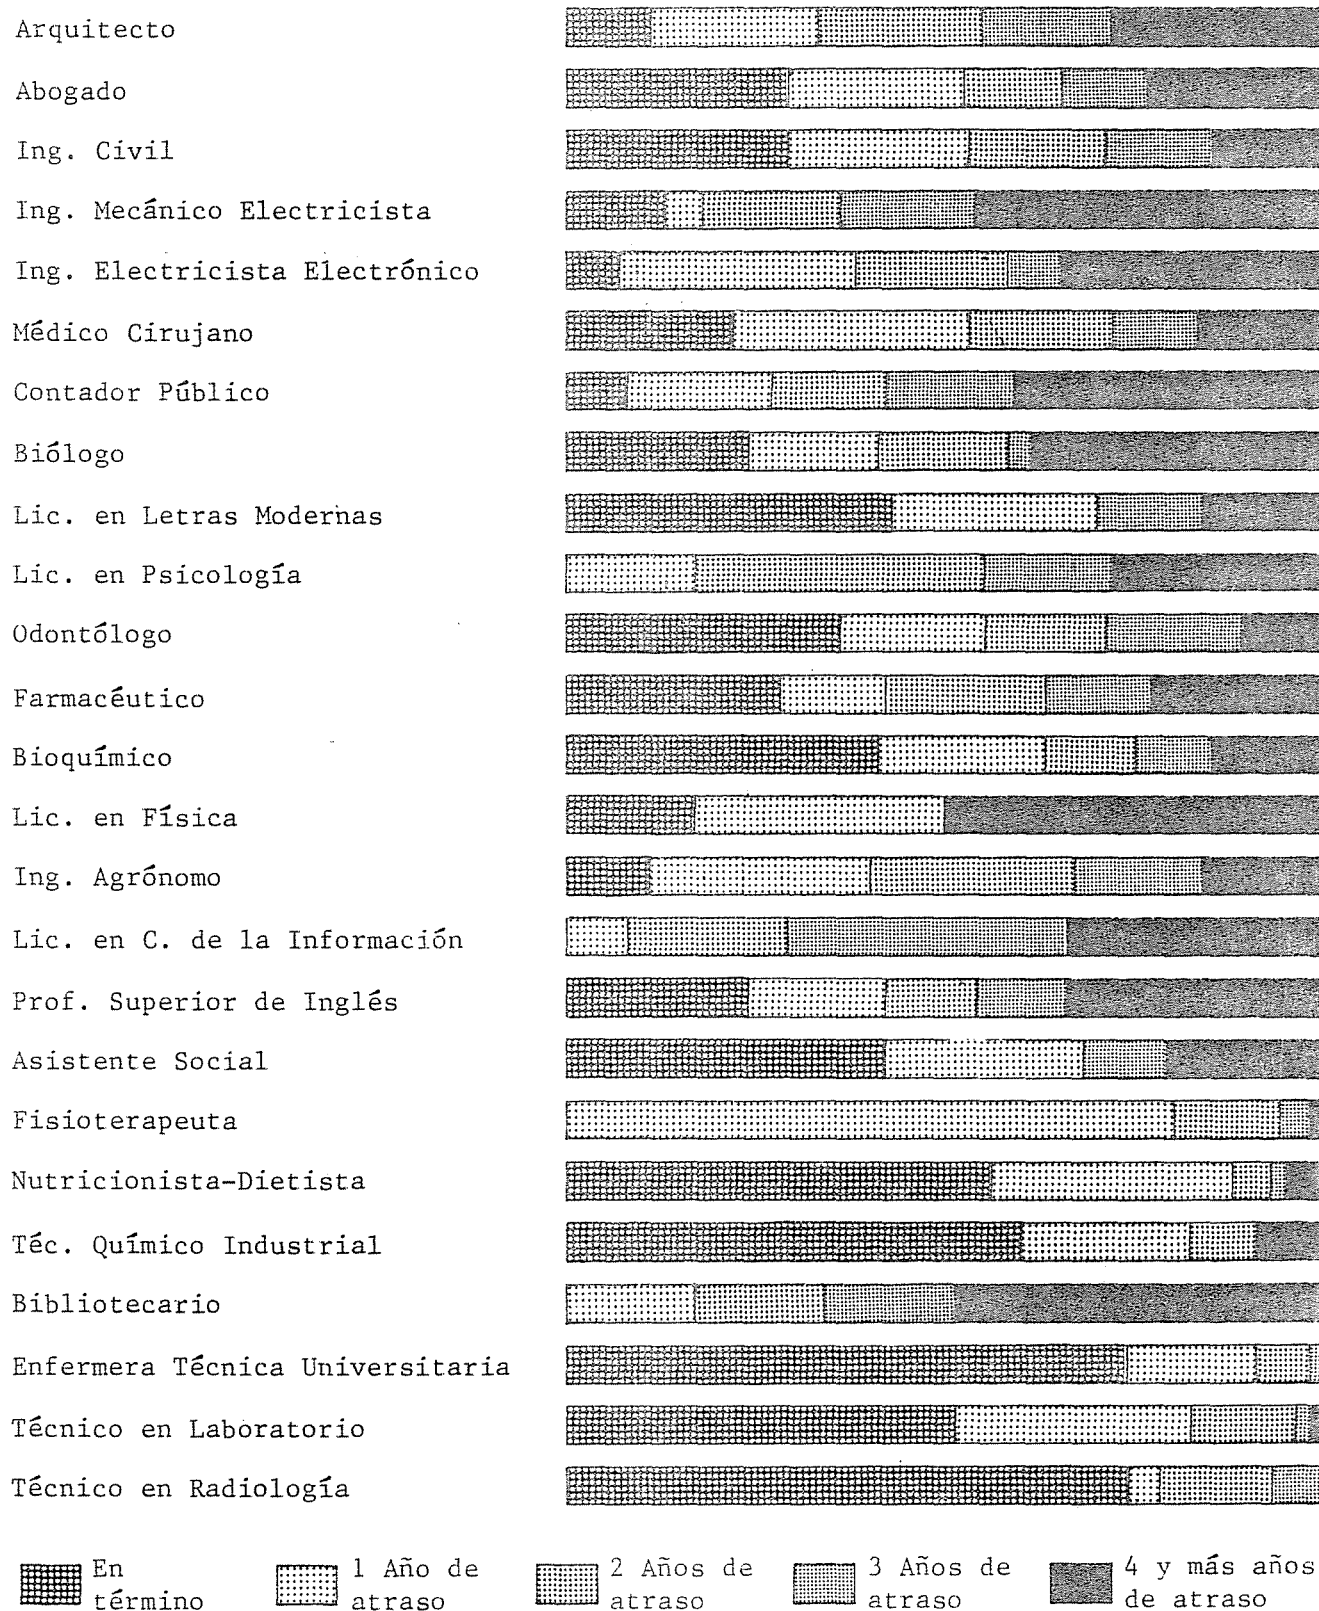 Arquitecto
Abogado
Ing. Civil
Ing. Mecánico Electricista
Ing. Electricista Electrónico
Médico Cirujano
Contador Público
Biólogo
Lic. en Letras Modernas
Lic. en Psicología
Odontólogo
Farmacéutico
Bioquímico
Lic. en Física
Ing. Agrónomo
Lic. en C. de la Información
Prof. Superior de Inglés
Asistente Social
Fisioterapeuta
Nutricionista-Dietista
Téc. Químico Industrial
Bibliotecario
Enfermera Técnica Universitaria
Técnico en Laboratorio
Técnico en Radiología
En término
1 Año de atraso
2 Años de atraso
3 Años de atraso
4 y más años de atraso